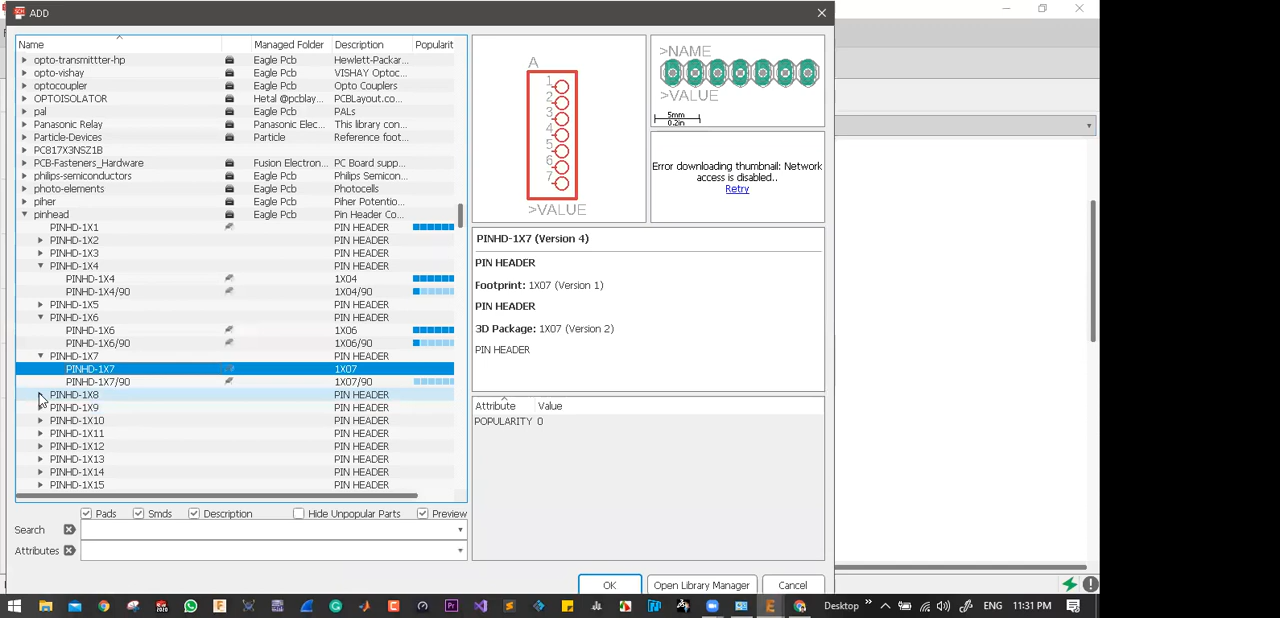 ADD
Name Managed Folder Description Popularit
opto-transmittter-hp Eagle Pcb Hewlett-Packar...
opto-vishay Eagle Pcb VISHAY Optoc...
optocoupler Eagle Pcb Opto Couplers
OPTOISOLATOR Hetal @pcblay... PCBLayout.co...
pal Eagle Pcb PALs
Panasonic Relay Panasonic Elec... This library con...
Particle-Devices Particle Reference foot...
PC817X3NSZ1B
PCB-Fasteners_Hardware Fusion Electron... PC Board supp...
philips-semiconductors Eagle Pcb Philips Semicon...
photo-elements Eagle Pcb Photocells
piher Eagle Pcb Piher Potentio...
pinhead Eagle Pcb Pin Header Co...
PINHD-1X1 PIN HEADER
PINHD-1X2 PIN HEADER
PINHD-1X3 PIN HEADER
PINHD-1X4 PIN HEADER
PINHD-1X4 1X04
PINHD-1X4/90 1X04/90
PINHD-1X5 PIN HEADER
PINHD-1X6 PIN HEADER
PINHD-1X6 1X06
PINHD-1X6/90 1X06/90
PINHD-1X7 PIN HEADER
PINHD-1X7 1X07
PINHD-1X7/90 1X07/90
PINHD-1X8 PIN HEADER
PINHD-1X9 PIN HEADER
PINHD-1X10 PIN HEADER
PINHD-1X11 PIN HEADER
PINHD-1X12 PIN HEADER
PINHD-1X13 PIN HEADER
PINHD-1X14 PIN HEADER
PINHD-1X15 PIN HEADER
Pads Smds Description Hide Unpopular Parts Preview
Search
Attributes
A
1
2
3
4
5
6
7
>VALUE
>NAME
>VALUE
5mm
0.2in
Error downloading thumbnail: Network
access is disabled..
Retry
PINHD-1X7 (Version 4)
PIN HEADER
Footprint: 1X07 (Version 1)
PIN HEADER
3D Package: 1X07 (Version 2)
PIN HEADER
Attribute Value
POPULARITY 0
OK Open Library Manager Cancel
Desktop ENG 11:31 PM